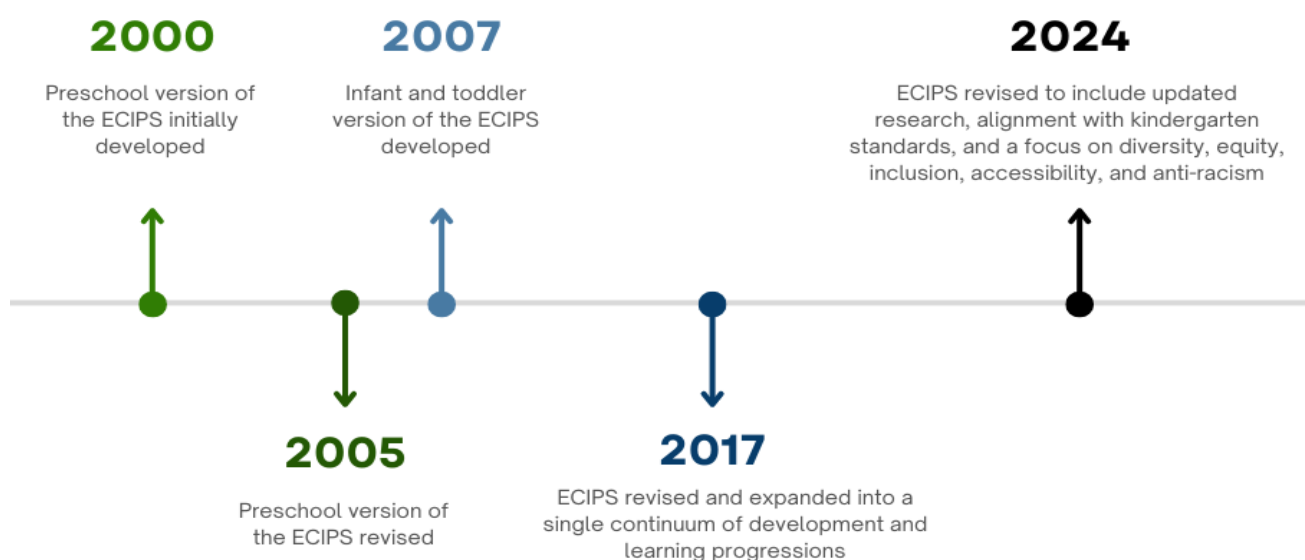 2000
Preschool version of
the ECIPS initially
developed
2007
Infant and toddler
version of the ECIPS
developed
2024
ECIPS revised to include updated
research, alignment with kindergarten
standards, and a focus on diversity, equity,
inclusion, accessibility, and anti-racism
2005
Preschool version of
the ECIPS revised
2017
ECIPS revised and expanded into a
single continuum of development and
learning progressions